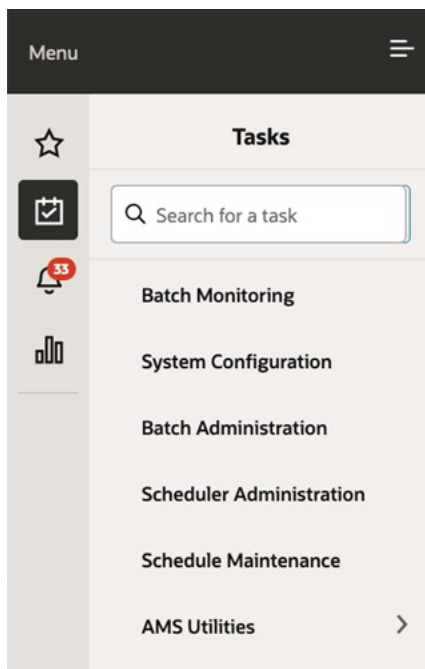 Menu
Tasks
Search for a task
33
Batch Monitoring
System Configuration
Batch Administration
Scheduler Administration
Schedule Maintenance
AMS Utilities